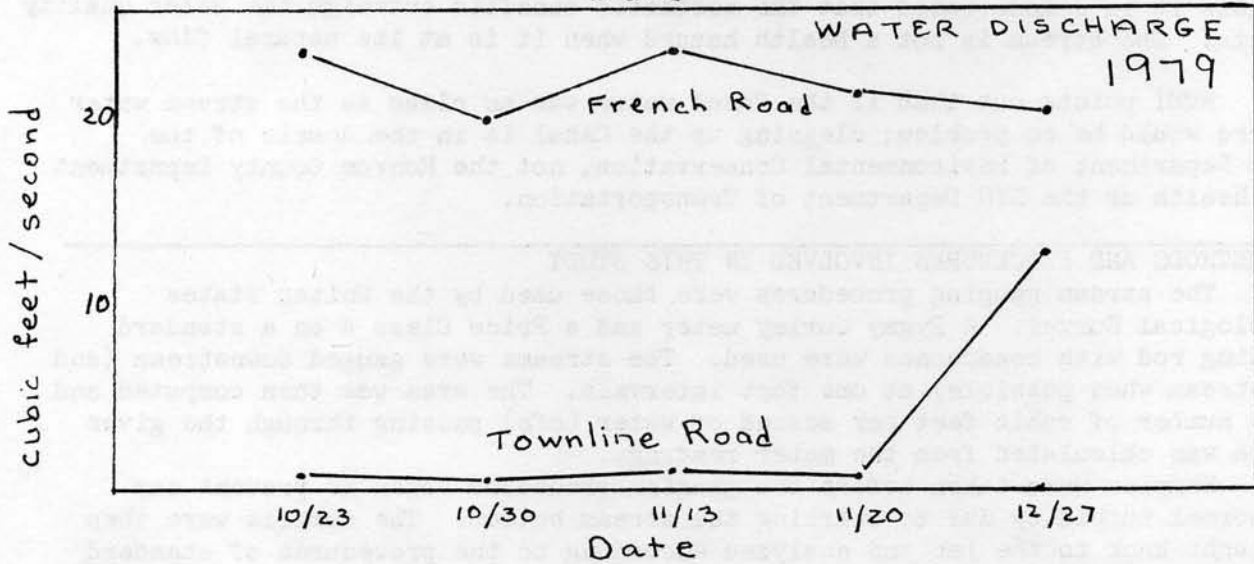 WATER DISCHARGE
1979
20
French Road
cubic feet/second
10
Townline Road
10/23 10/30 11/13 11/20 12/27
Date